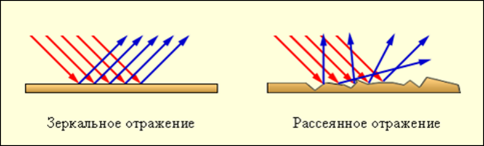 Зеркальное отражение
Рассеянное отражение